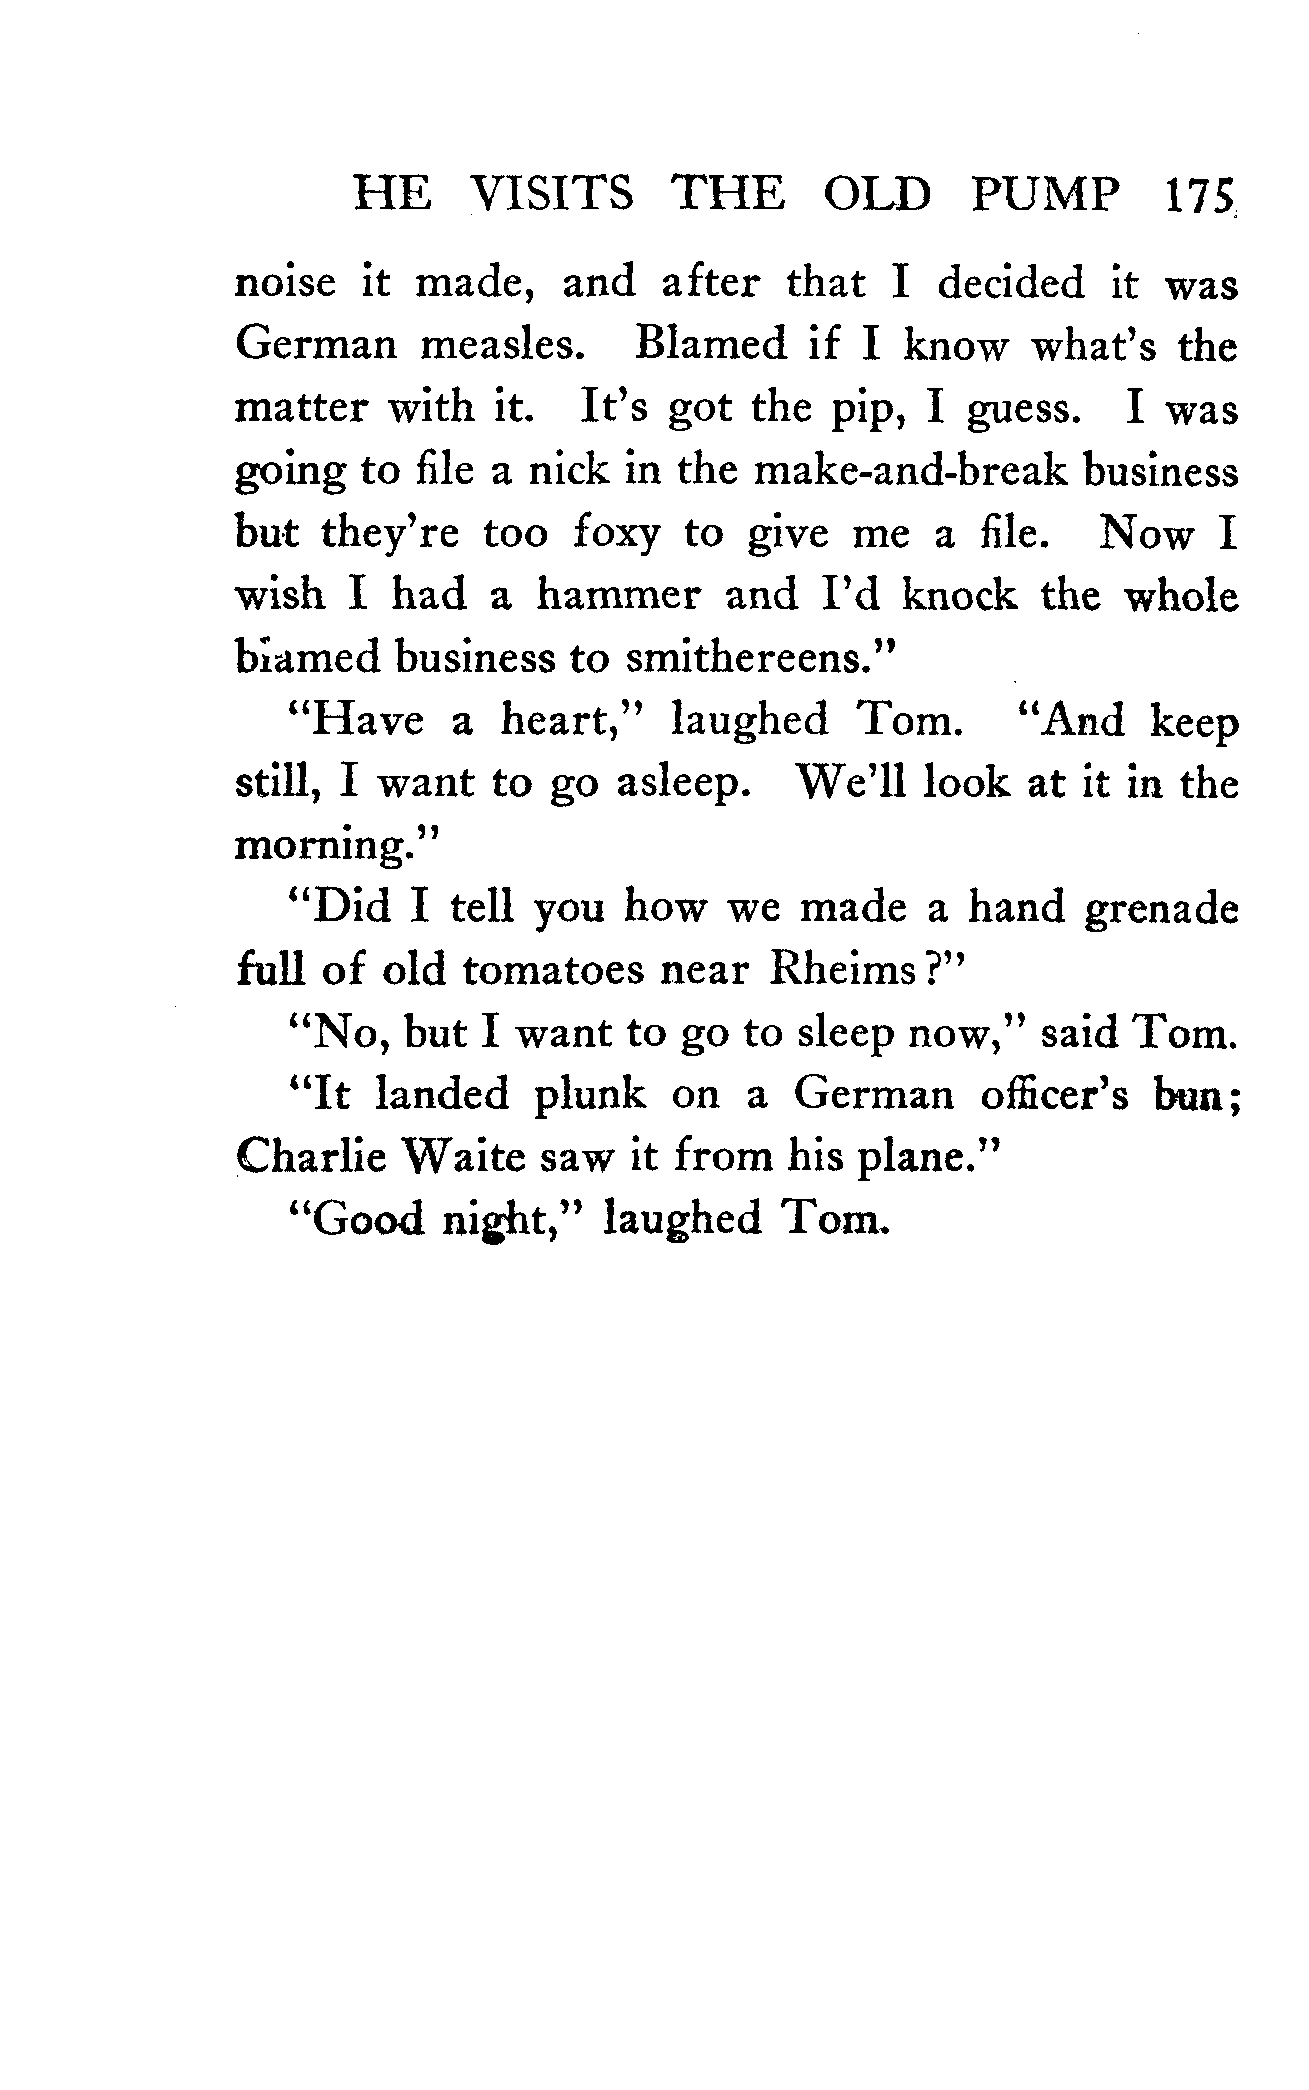 HE VISITS THE OLD PUMP 175
noise it made, and after that I decided it was
German measles. Blamed if I know what's the
matter with it. It's got the pip, I guess. I was
going to file a nick in the make-and-break business
but they're too foxy to give me a file. Now I
wish I had a hammer and I'd knock the whole
blamed business to smithereens."
"Have a heart," laughed Tom. "And keep
still, I want to go asleep. We'll look at it in the
morning."
"Did I tell you how we made a hand grenade
full of old tomatoes near Rheims?"
"No, but I want to go to sleep now," said Tom.
"It landed plunk on a German officer's bun;
Charlie Waite saw it from his plane."
"Good night," laughed Tom.